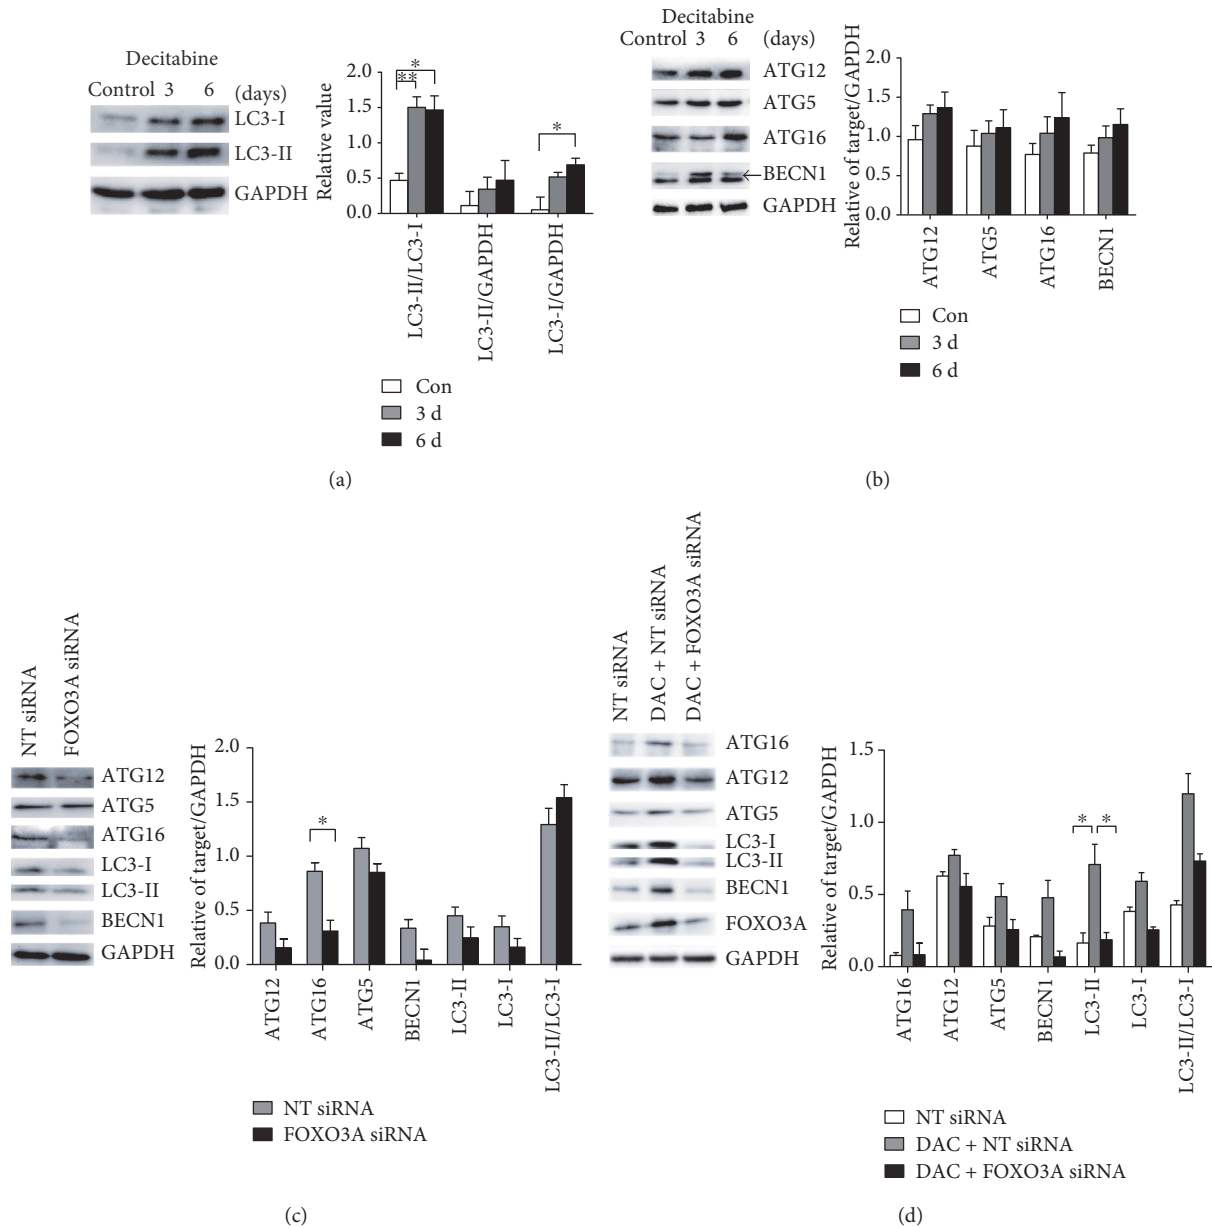 Decitabine
Control 3 6 (days)
LC3-I
LC3-II
GAPDH
Relative value
2.0
1.5
1.0
0.5
0.0
**
*
*
LC3-II/LC3-I
LC3-II/GAPDH
LC3-I/GAPDH
Con
3 d
6 d
(a)
Decitabine
Control 3 6 (days)
ATG12
ATG5
ATG16
BECN1
GAPDH
Relative of target/GAPDH
2.0
1.5
1.0
0.5
0.0
ATG12
ATG5
ATG16
BECN1
Con
3 d
6 d
(b)
NT siRNA
FOXO3A siRNA
ATG12
ATG5
ATG16
LC3-I
LC3-II
BECN1
GAPDH
Relative of target/GAPDH
2.0
1.5
1.0
0.5
0.0
*
ATG12
ATG16
ATG5
BECN1
LC3-II
LC3-I
LC3-II/LC3-I
NT siRNA
FOXO3A siRNA
(c)
NT siRNA
DAC + NT siRNA
DAC + FOXO3A siRNA
ATG16
ATG12
ATG5
LC3-I
LC3-II
BECN1
FOXO3A
GAPDH
Relative of target/GAPDH
1.5
1.0
0.5
0.0
* *
ATG16
ATG12
ATG5
BECN1
LC3-II
LC3-I
LC3-II/LC3-I
NT siRNA
DAC + NT siRNA
DAC + FOXO3A siRNA
(d)